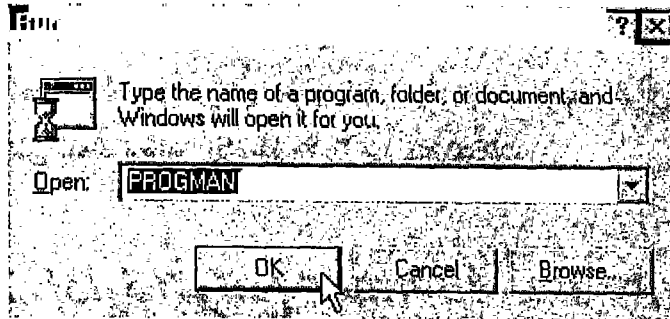 ?
Type the name of a program, folder, or document, and
Windows will open it for you.
Open: PROGMAN
OK Cancel Browse...